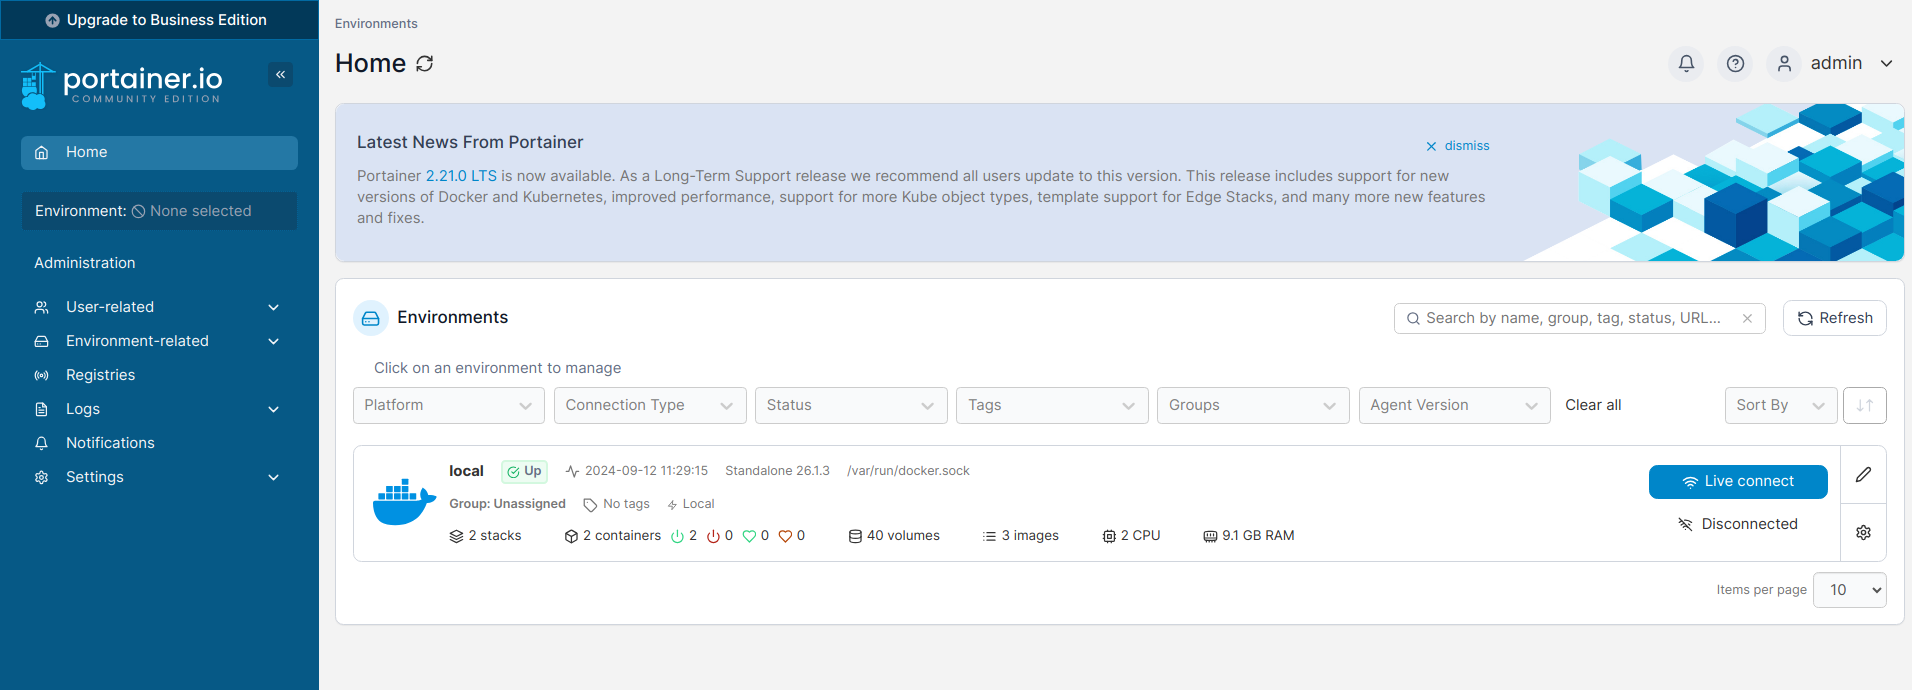 Upgrade to Business Edition
portainer.io
COMMUNITY EDITION
Home
Environment: None selected
Administration
User-related
Environment-related
Registries
Logs
Notifications
Settings
Environments
Home
admin
Latest News From Portainer
dismiss
Portainer 2.21.0 LTS is now available. As a Long-Term Support release we recommend all users update to this version. This release includes support for new
versions of Docker and Kubernetes, improved performance, support for more Kube object types, template support for Edge Stacks, and many more new features
and fixes.
Environments
Search by name, group, tag, status, URL...
Refresh
Click on an environment to manage
Platform
Connection Type
Status
Tags
Groups
Agent Version
Clear all
Sort By
local Up 2024-09-12 11:29:15 Standalone 26.1.3 /var/run/docker.sock
Group: Unassigned No tags Local
2 stacks 2 containers 2 0 0 0 40 volumes 3 images 2 CPU 9.1 GB RAM
Live connect
Disconnected
Items per page 10